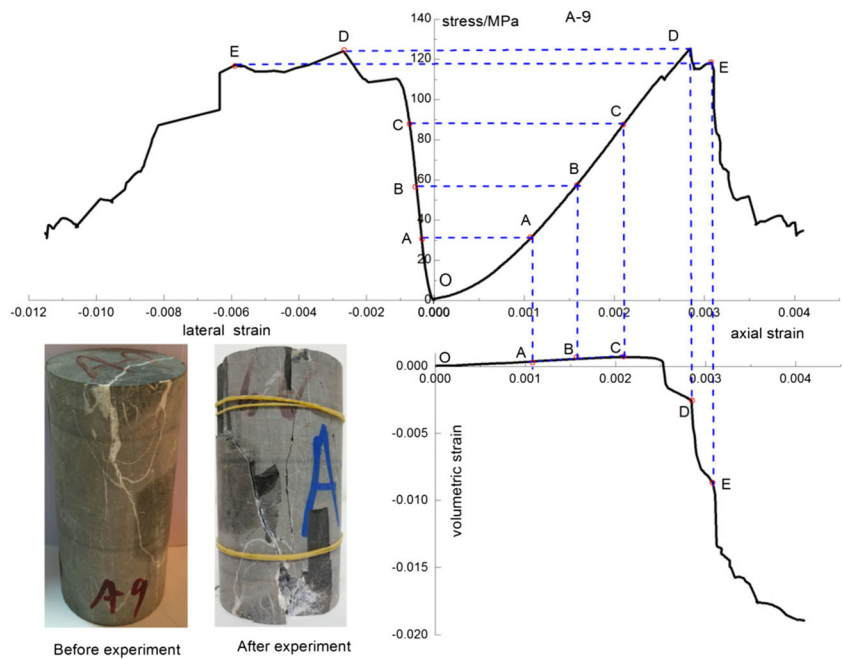 140
stress/MPa
A-9
D
D
E
E
120
100
C
C
80
B
B
60
A
A
40
20
O
0
-0.012
-0.010
-0.008
-0.006
-0.004
-0.002
0.000
0.001
0.002
0.003
0.004
lateral strain
axial strain
O
A
B
C
D
E
0.000
0.001
0.002
0.003
0.004
0.000
-0.005
-0.010
-0.015
-0.020
volumetric strain
A9
A
Before experiment
After experiment